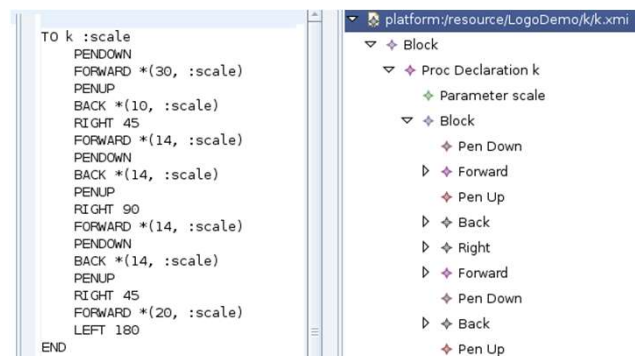 TO k :scale
PENDOWN
FORWARD *(30, :scale)
PENUP
BACK *(10, :scale)
RIGHT 45
FORWARD *(14, :scale)
PENDOWN
BACK *(14, :scale)
PENUP
RIGHT 90
FORWARD *(14, :scale)
PENDOWN
BACK *(14, :scale)
PENUP
RIGHT 45
FORWARD *(20, :scale)
LEFT 180
END
platform:/resource/LogoDemo/k/k.xmi
Block
Proc Declaration k
Parameter scale
Block
Pen Down
Forward
Pen Up
Back
Right
Forward
Pen Down
Back
Pen Up